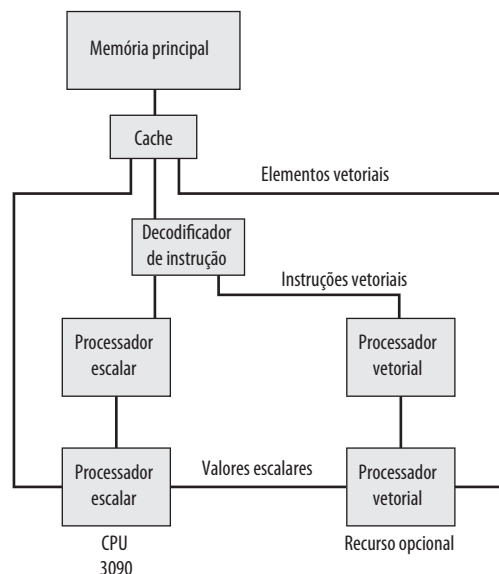 Memória principal
Cache
Elementos vetoriais
Decodificador
de instrução
Instruções vetoriais
Processador
escalar
Processador
vetorial
Processador
escalar
Valores escalares
Processador
vetorial
CPU
3090
Recurso opcional